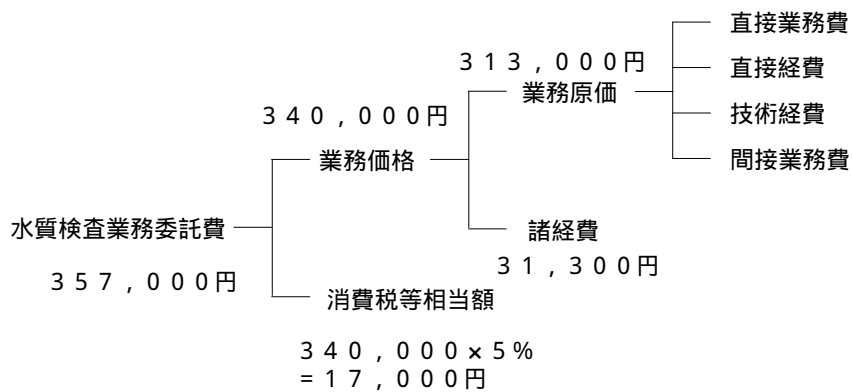 直接業務費
３１３，０００円
直接経費
業務原価
３４０，０００円
技術経費
業務価格
間接業務費
水質検査業務委託費
諸経費
３５７，０００円
３１，３００円
消費税等相当額
３４０，０００×５％
=１７，０００円